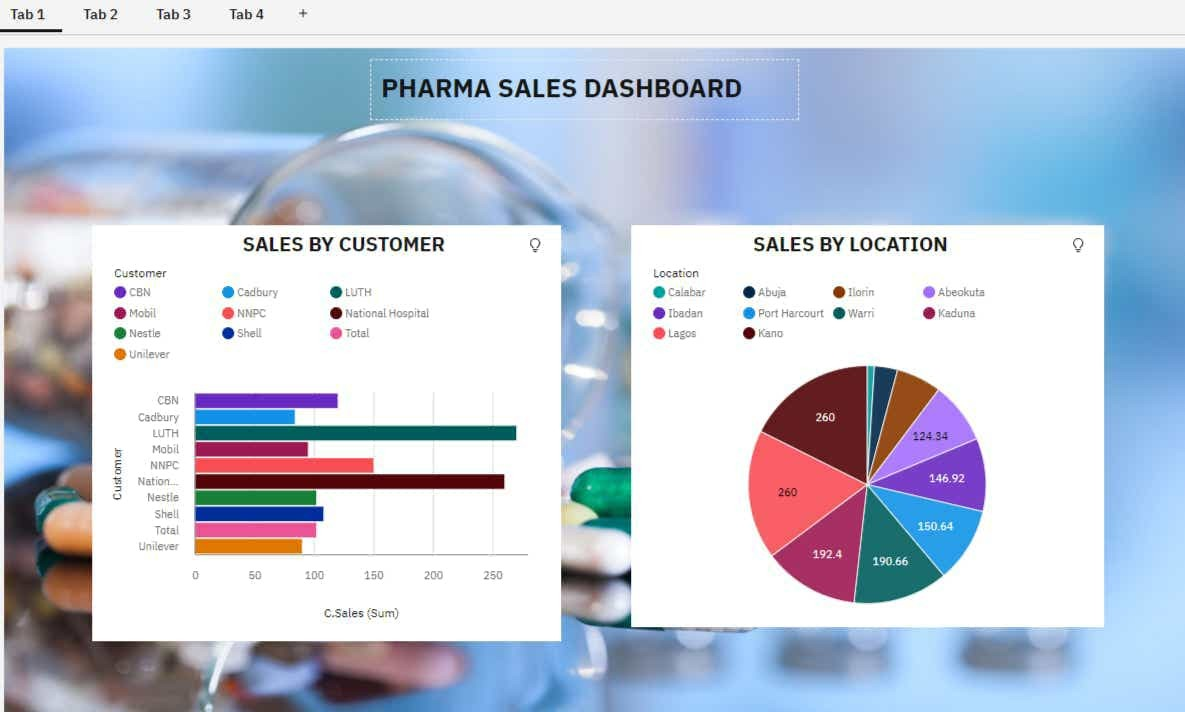 Tab 1 Tab 2 Tab 3 Tab 4 +
PHARMA SALES DASHBOARD
SALES BY CUSTOMER
Customer
CBN Cadbury LUTH
Mobil NNPC National Hospital
Nestle Shell Total
Unilever
Customer
CBN
Cadbury
LUTH
Mobil
NNPC
Nation...
Nestle
Shell
Total
Unilever
0 50 100 150 200 250
C.Sales (Sum)
SALES BY LOCATION
Location
Calabar Abuja Ilorin Abeokuta
Ibadan Port Harcourt Warri Kaduna
Lagos Kano
260
124.34
146.92
260
150.64
192.4
190.66